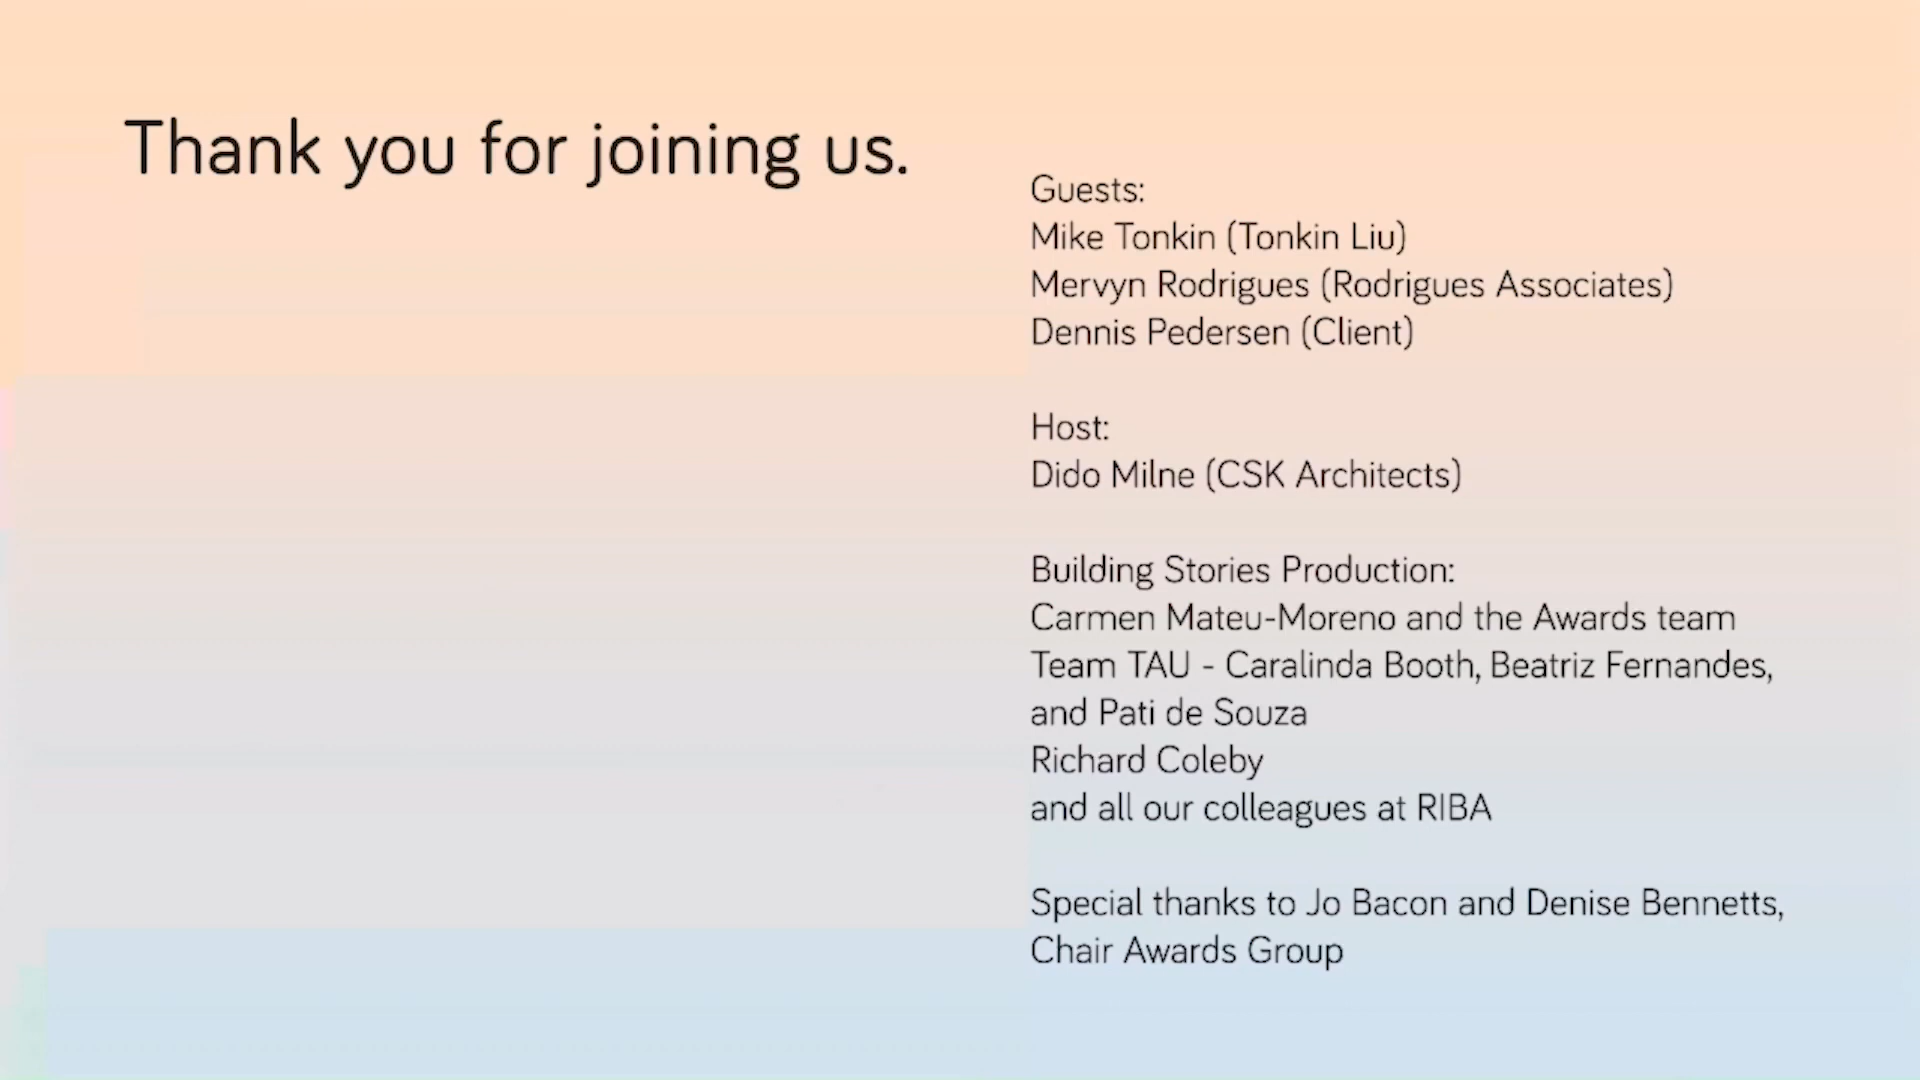 Thank you for joining us.
Guests:
Mike Tonkin (Tonkin Liu)
Mervyn Rodrigues (Rodrigues Associates)
Dennis Pedersen (Client)
Host:
Dido Milne (CSK Architects)
Building Stories Production:
Carmen Mateu-Moreno and the Awards team
Team TAU - Caralinda Booth, Beatriz Fernandes,
and Pati de Souza
Richard Coleby
and all our colleagues at RIBA
Special thanks to Jo Bacon and Denise Bennetts,
Chair Awards Group